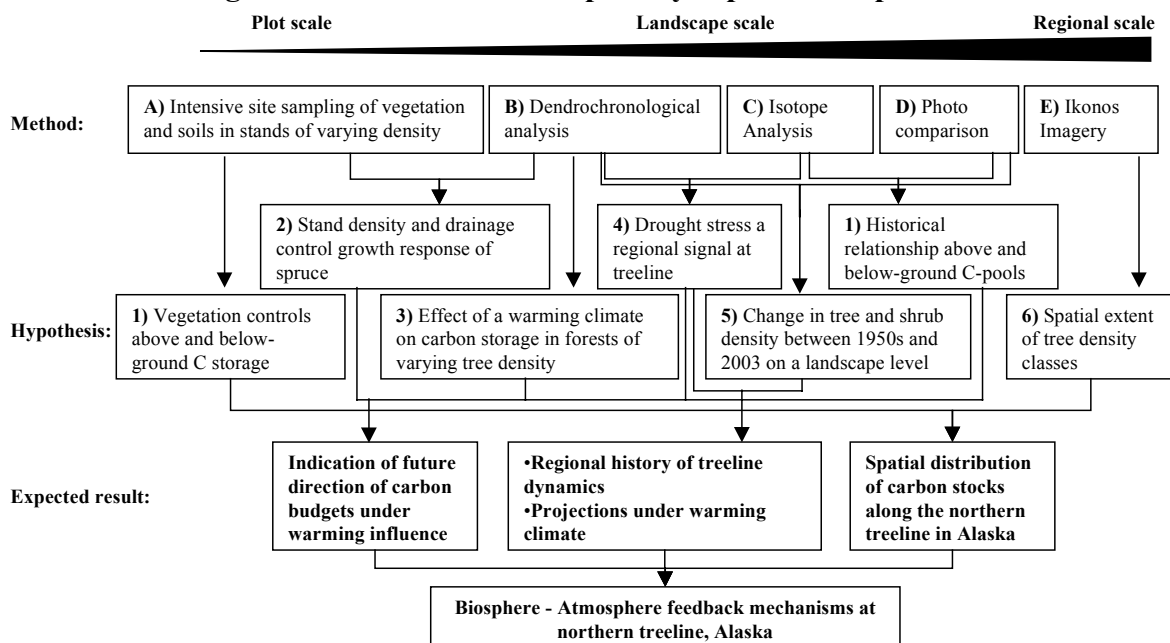 Plot scale
Landscape scale
Regional scale
Method:
A) Intensive site sampling of vegetation
and soils in stands of varying density
B) Dendrochronological
analysis
C) Isotope
Analysis
D) Photo
comparison
E) Ikonos
Imagery
2) Stand density and drainage
control growth response of
spruce
4) Drought stress a
regional signal at
treeline
1) Historical
relationship above and
below-ground C-pools
Hypothesis:
1) Vegetation controls
above and below-
ground C storage
3) Effect of a warming climate
on carbon storage in forests of
varying tree density
5) Change in tree and shrub
density between 1950s and
2003 on a landscape level
6) Spatial extent
of tree density
classes
Expected result:
Indication of future
direction of carbon
budgets under
warming influence
•Regional history of treeline
dynamics
•Projections under warming
climate
Spatial distribution
of carbon stocks
along the northern
treeline in Alaska
Biosphere - Atmosphere feedback mechanisms at
northern treeline, Alaska